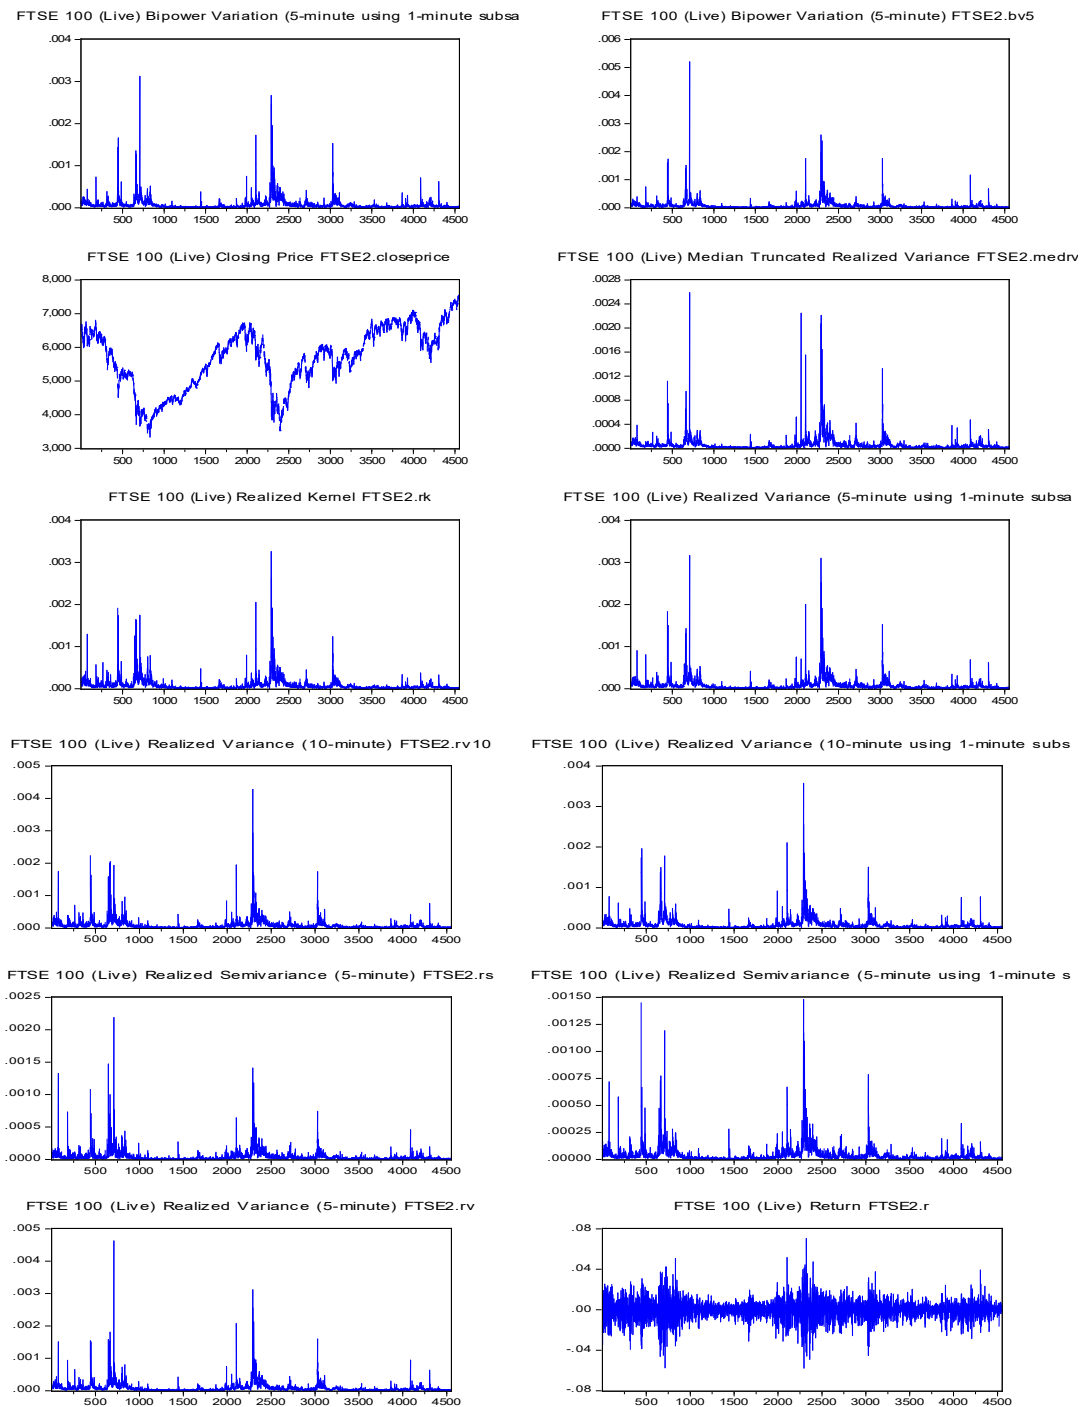 FTSE 100 (Live) Bipower Variation (5-minute using 1-minute subsa
.004
.003
.002
.001
.000
500 1000 1500 2000 2500 3000 3500 4000 4500
FTSE 100 (Live) Bipower Variation (5-minute) FTSE2.bv5
.006
.005
.004
.003
.002
.001
.000
500 1000 1500 2000 2500 3000 3500 4000 4500
FTSE 100 (Live) Closing Price FTSE2.closeprice
8,000
7,000
6,000
5,000
4,000
3,000
500 1000 1500 2000 2500 3000 3500 4000 4500
FTSE 100 (Live) Median Truncated Realized Variance FTSE2.medrv
.0028
.0024
.0020
.0016
.0012
.0008
.0004
.0000
500 1000 1500 2000 2500 3000 3500 4000 4500
FTSE 100 (Live) Realized Kernel FTSE2.rk
.004
.003
.002
.001
.000
500 1000 1500 2000 2500 3000 3500 4000 4500
FTSE 100 (Live) Realized Variance (5-minute using 1-minute subsa
.004
.003
.002
.001
.000
500 1000 1500 2000 2500 3000 3500 4000 4500
FTSE 100 (Live) Realized Variance (10-minute) FTSE2.rv10
.005
.004
.003
.002
.001
.000
500 1000 1500 2000 2500 3000 3500 4000 4500
FTSE 100 (Live) Realized Variance (10-minute using 1-minute subs
.004
.003
.002
.001
.000
500 1000 1500 2000 2500 3000 3500 4000 4500
FTSE 100 (Live) Realized Semivariance (5-minute) FTSE2.rs
.0025
.0020
.0015
.0010
.0005
.0000
500 1000 1500 2000 2500 3000 3500 4000 4500
FTSE 100 (Live) Realized Semivariance (5-minute using 1-minute s
.00150
.00125
.00100
.00075
.00050
.00025
.00000
500 1000 1500 2000 2500 3000 3500 4000 4500
FTSE 100 (Live) Realized Variance (5-minute) FTSE2.rv
.005
.004
.003
.002
.001
.000
500 1000 1500 2000 2500 3000 3500 4000 4500
FTSE 100 (Live) Return FTSE2.r
.08
.04
.00
-.04
-.08
500 1000 1500 2000 2500 3000 3500 4000 4500